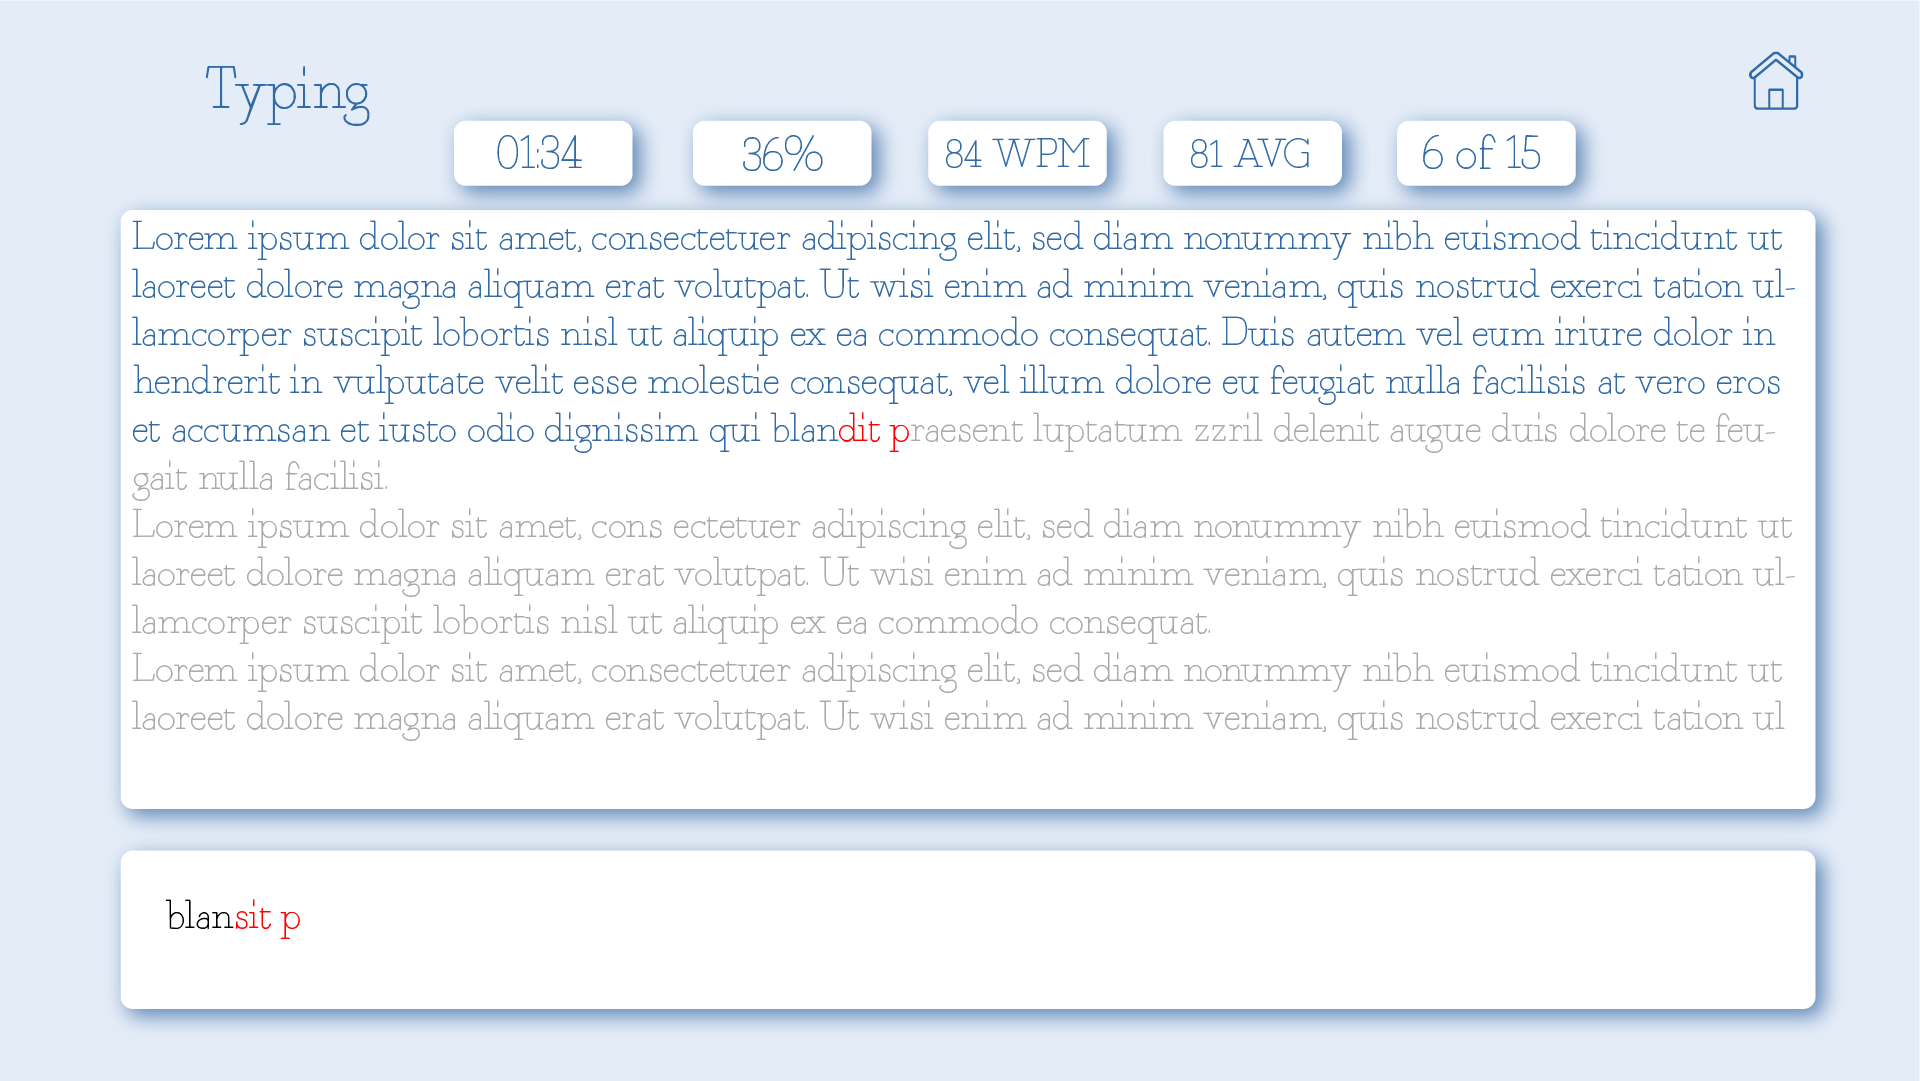 Typing
01:34
36%
84 WPM
81 AVG
6 of 15
Lorem ipsum dolor sit amet, consectetuer adipiscing elit, sed diam nonummy nibh euismod tincidunt ut
laoreet dolore magna aliquam erat volutpat. Ut wisi enim ad minim veniam, quis nostrud exerci tation ul-
lamcorper suscipit lobortis nisl ut aliquip ex ea commodo consequat. Duis autem vel eum iriure dolor in
hendrerit in vulputate velit esse molestie consequat, vel illum dolore eu feugiat nulla facilisis at vero eros
et accumsan et iusto odio dignissim qui blandit praesent luptatum zzril delenit augue duis dolore te feu-
gait nulla facilisi.
Lorem ipsum dolor sit amet, cons ectetuer adipiscing elit, sed diam nonummy nibh euismod tincidunt ut
laoreet dolore magna aliquam erat volutpat. Ut wisi enim ad minim veniam, quis nostrud exerci tation ul-
lamcorper suscipit lobortis nisl ut aliquip ex ea commodo consequat.
Lorem ipsum dolor sit amet, consectetuer adipiscing elit, sed diam nonummy nibh euismod tincidunt ut
laoreet dolore magna aliquam erat volutpat. Ut wisi enim ad minim veniam, quis nostrud exerci tation ul
blansit p